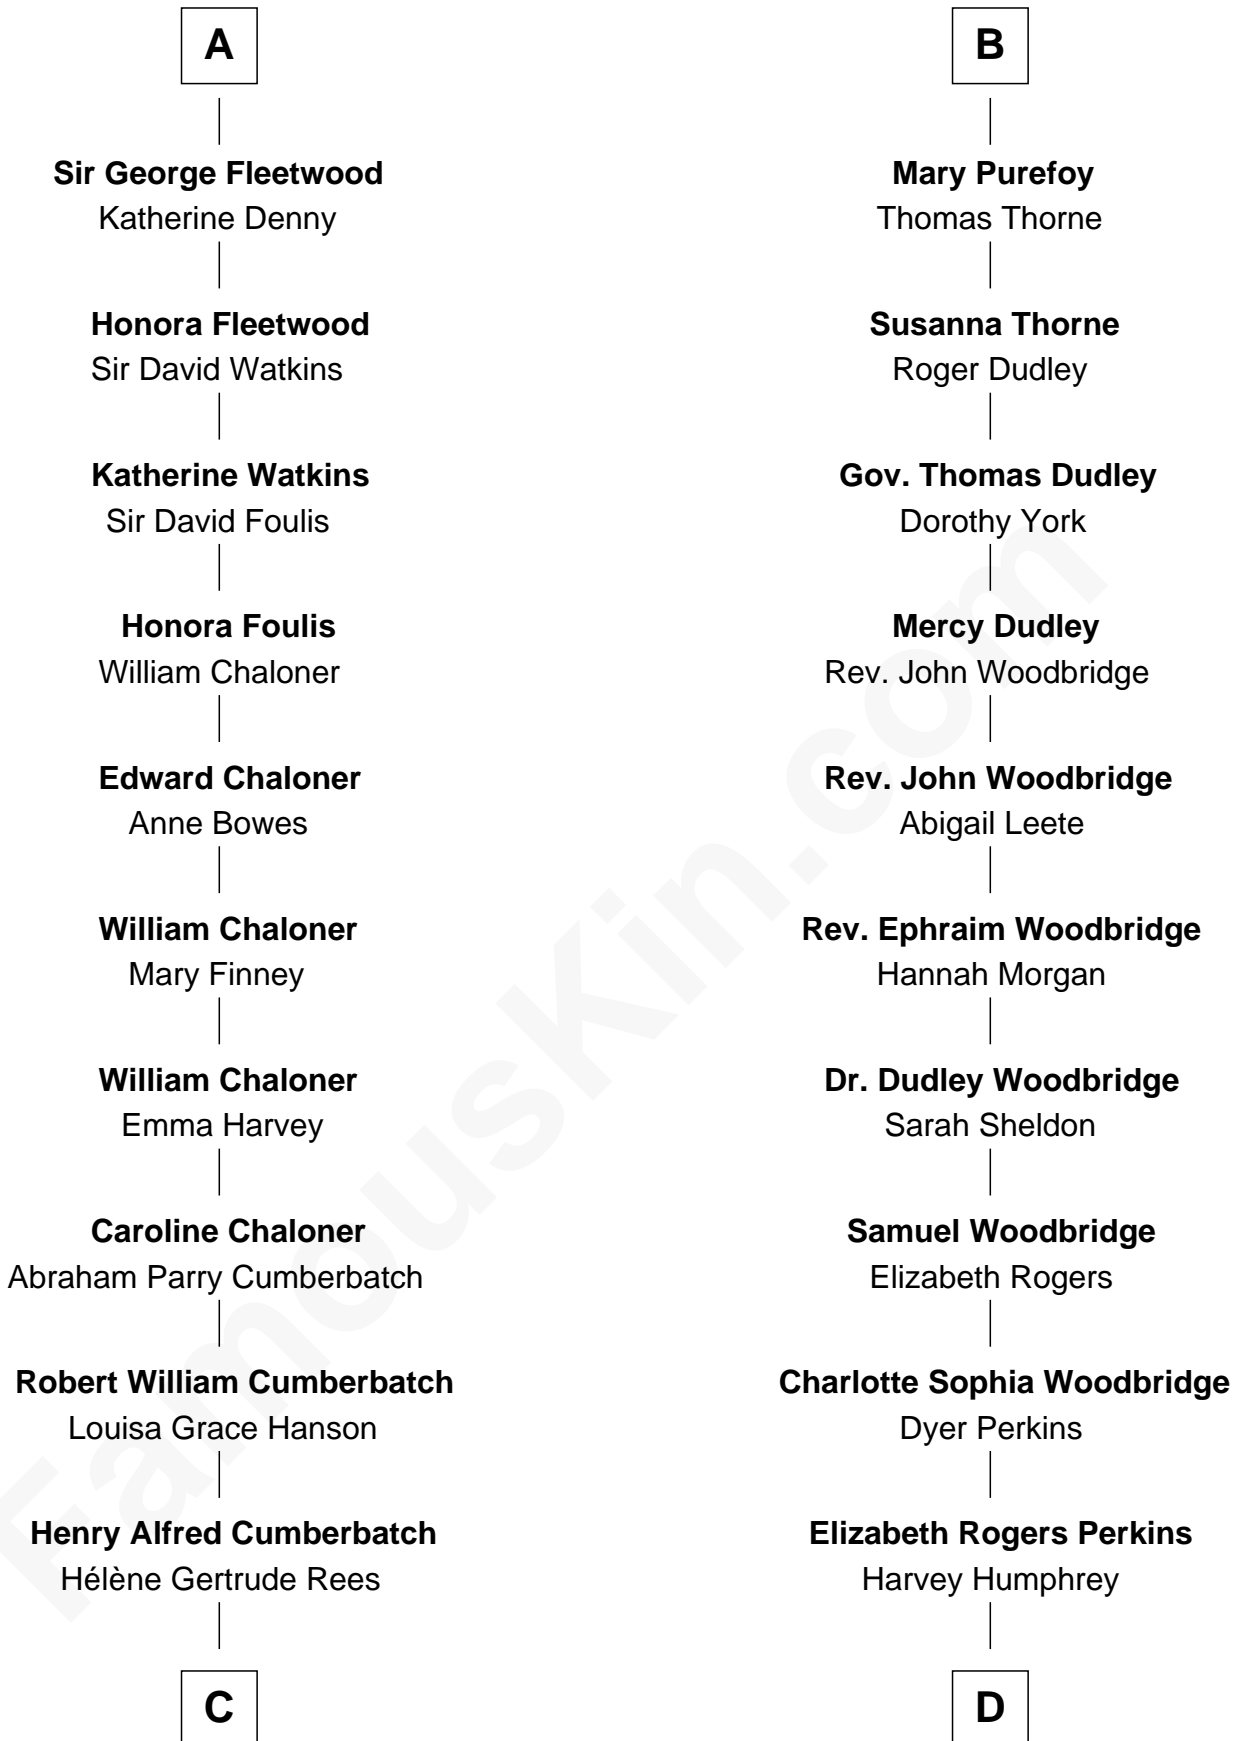 A
Sir George Fleetwood
Katherine Denny
Honora Fleetwood
Sir David Watkins
Katherine Watkins
Sir David Foulis
Honora Foulis
William Chaloner
Edward Chaloner
Anne Bowes
William Chaloner
Mary Finney
William Chaloner
Emma Harvey
Caroline Chaloner
Abraham Parry Cumberbatch
Robert William Cumberbatch
Louisa Grace Hanson
Henry Alfred Cumberbatch
Hélène Gertrude Rees
C
B
Mary Purefoy
Thomas Thorne
Susanna Thorne
Roger Dudley
Gov. Thomas Dudley
Dorothy York
Mercy Dudley
Rev. John Woodbridge
Rev. John Woodbridge
Abigail Leete
Rev. Ephraim Woodbridge
Hannah Morgan
Dr. Dudley Woodbridge
Sarah Sheldon
Samuel Woodbridge
Elizabeth Rogers
Charlotte Sophia Woodbridge
Dyer Perkins
Elizabeth Rogers Perkins
Harvey Humphrey
D
FamousKin.com